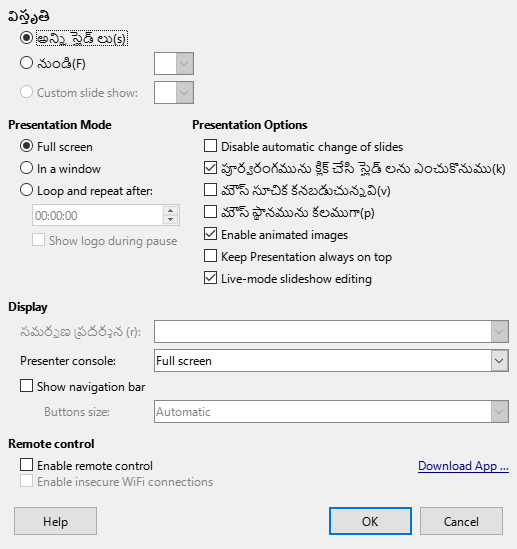 విస్తృతి
అన్ని స్లైడ్ లు(s)
నుండి(F)
Custom slide show:
Presentation Mode
Full screen
In a window
Loop and repeat after:
00:00:00
Show logo during pause
Presentation Options
Disable automatic change of slides
పూర్వరంగమును క్లిక్ చేసి స్లైడ్ లను ఎంచుకొనుము(k)
మౌస్ సూచిక కనబడుచున్నవి(v)
మౌస్ స్థానమును కలముగా(p)
Enable animated images
Keep Presentation always on top
Live-mode slideshow editing
Display
సమర్పణ ప్రదర్శన (r):
Presenter console: Full screen
Show navigation bar
Buttons size: Automatic
Remote control
Enable remote control Download App ...
Enable insecure WiFi connections
Help OK Cancel